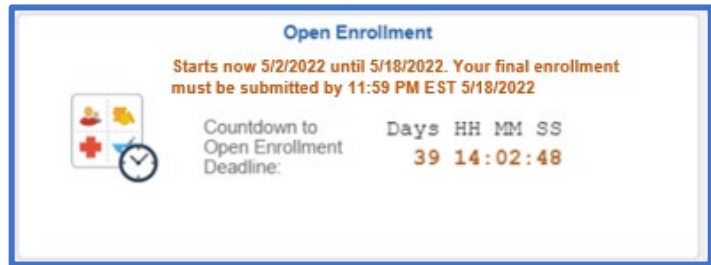 Open Enrollment
Starts now 5/2/2022 until 5/18/2022. Your final enrollment
must be submitted by 11:59 PM EST 5/18/2022
Countdown to
Open Enrollment
Deadline:
Days HH MM SS
39 14:02:48